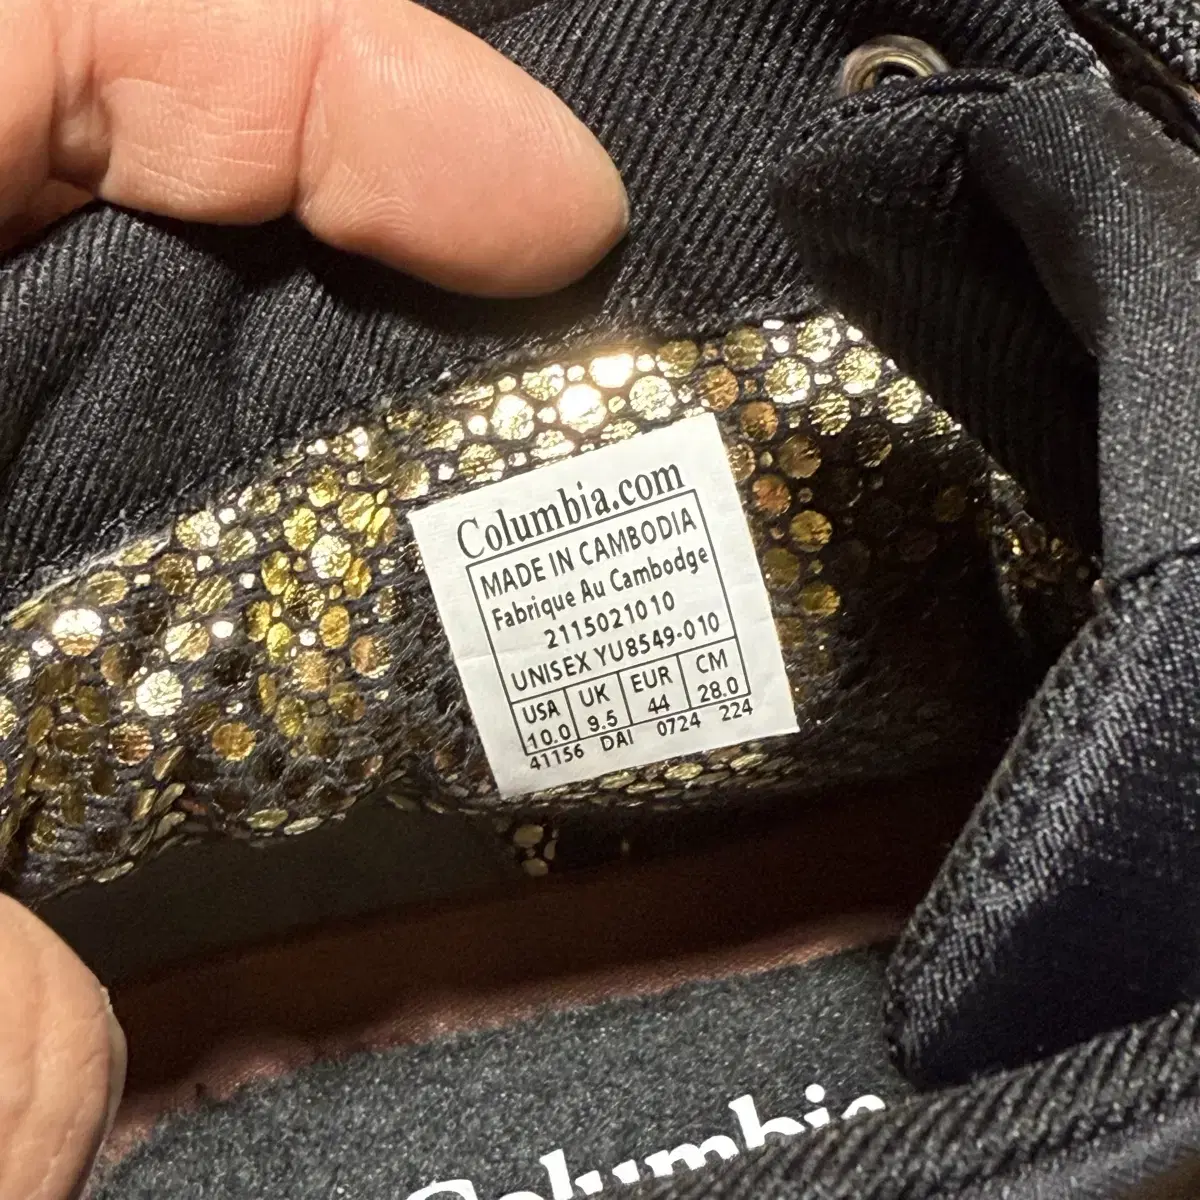 Columbia.com
MADE IN CAMBODIA
Fabrique Au Cambodge
2115021010
UNISEX YU8549-010
USA UK EUR CM
10.0 9.5 44 28.0
41156 DAI 0724 224
Columbia